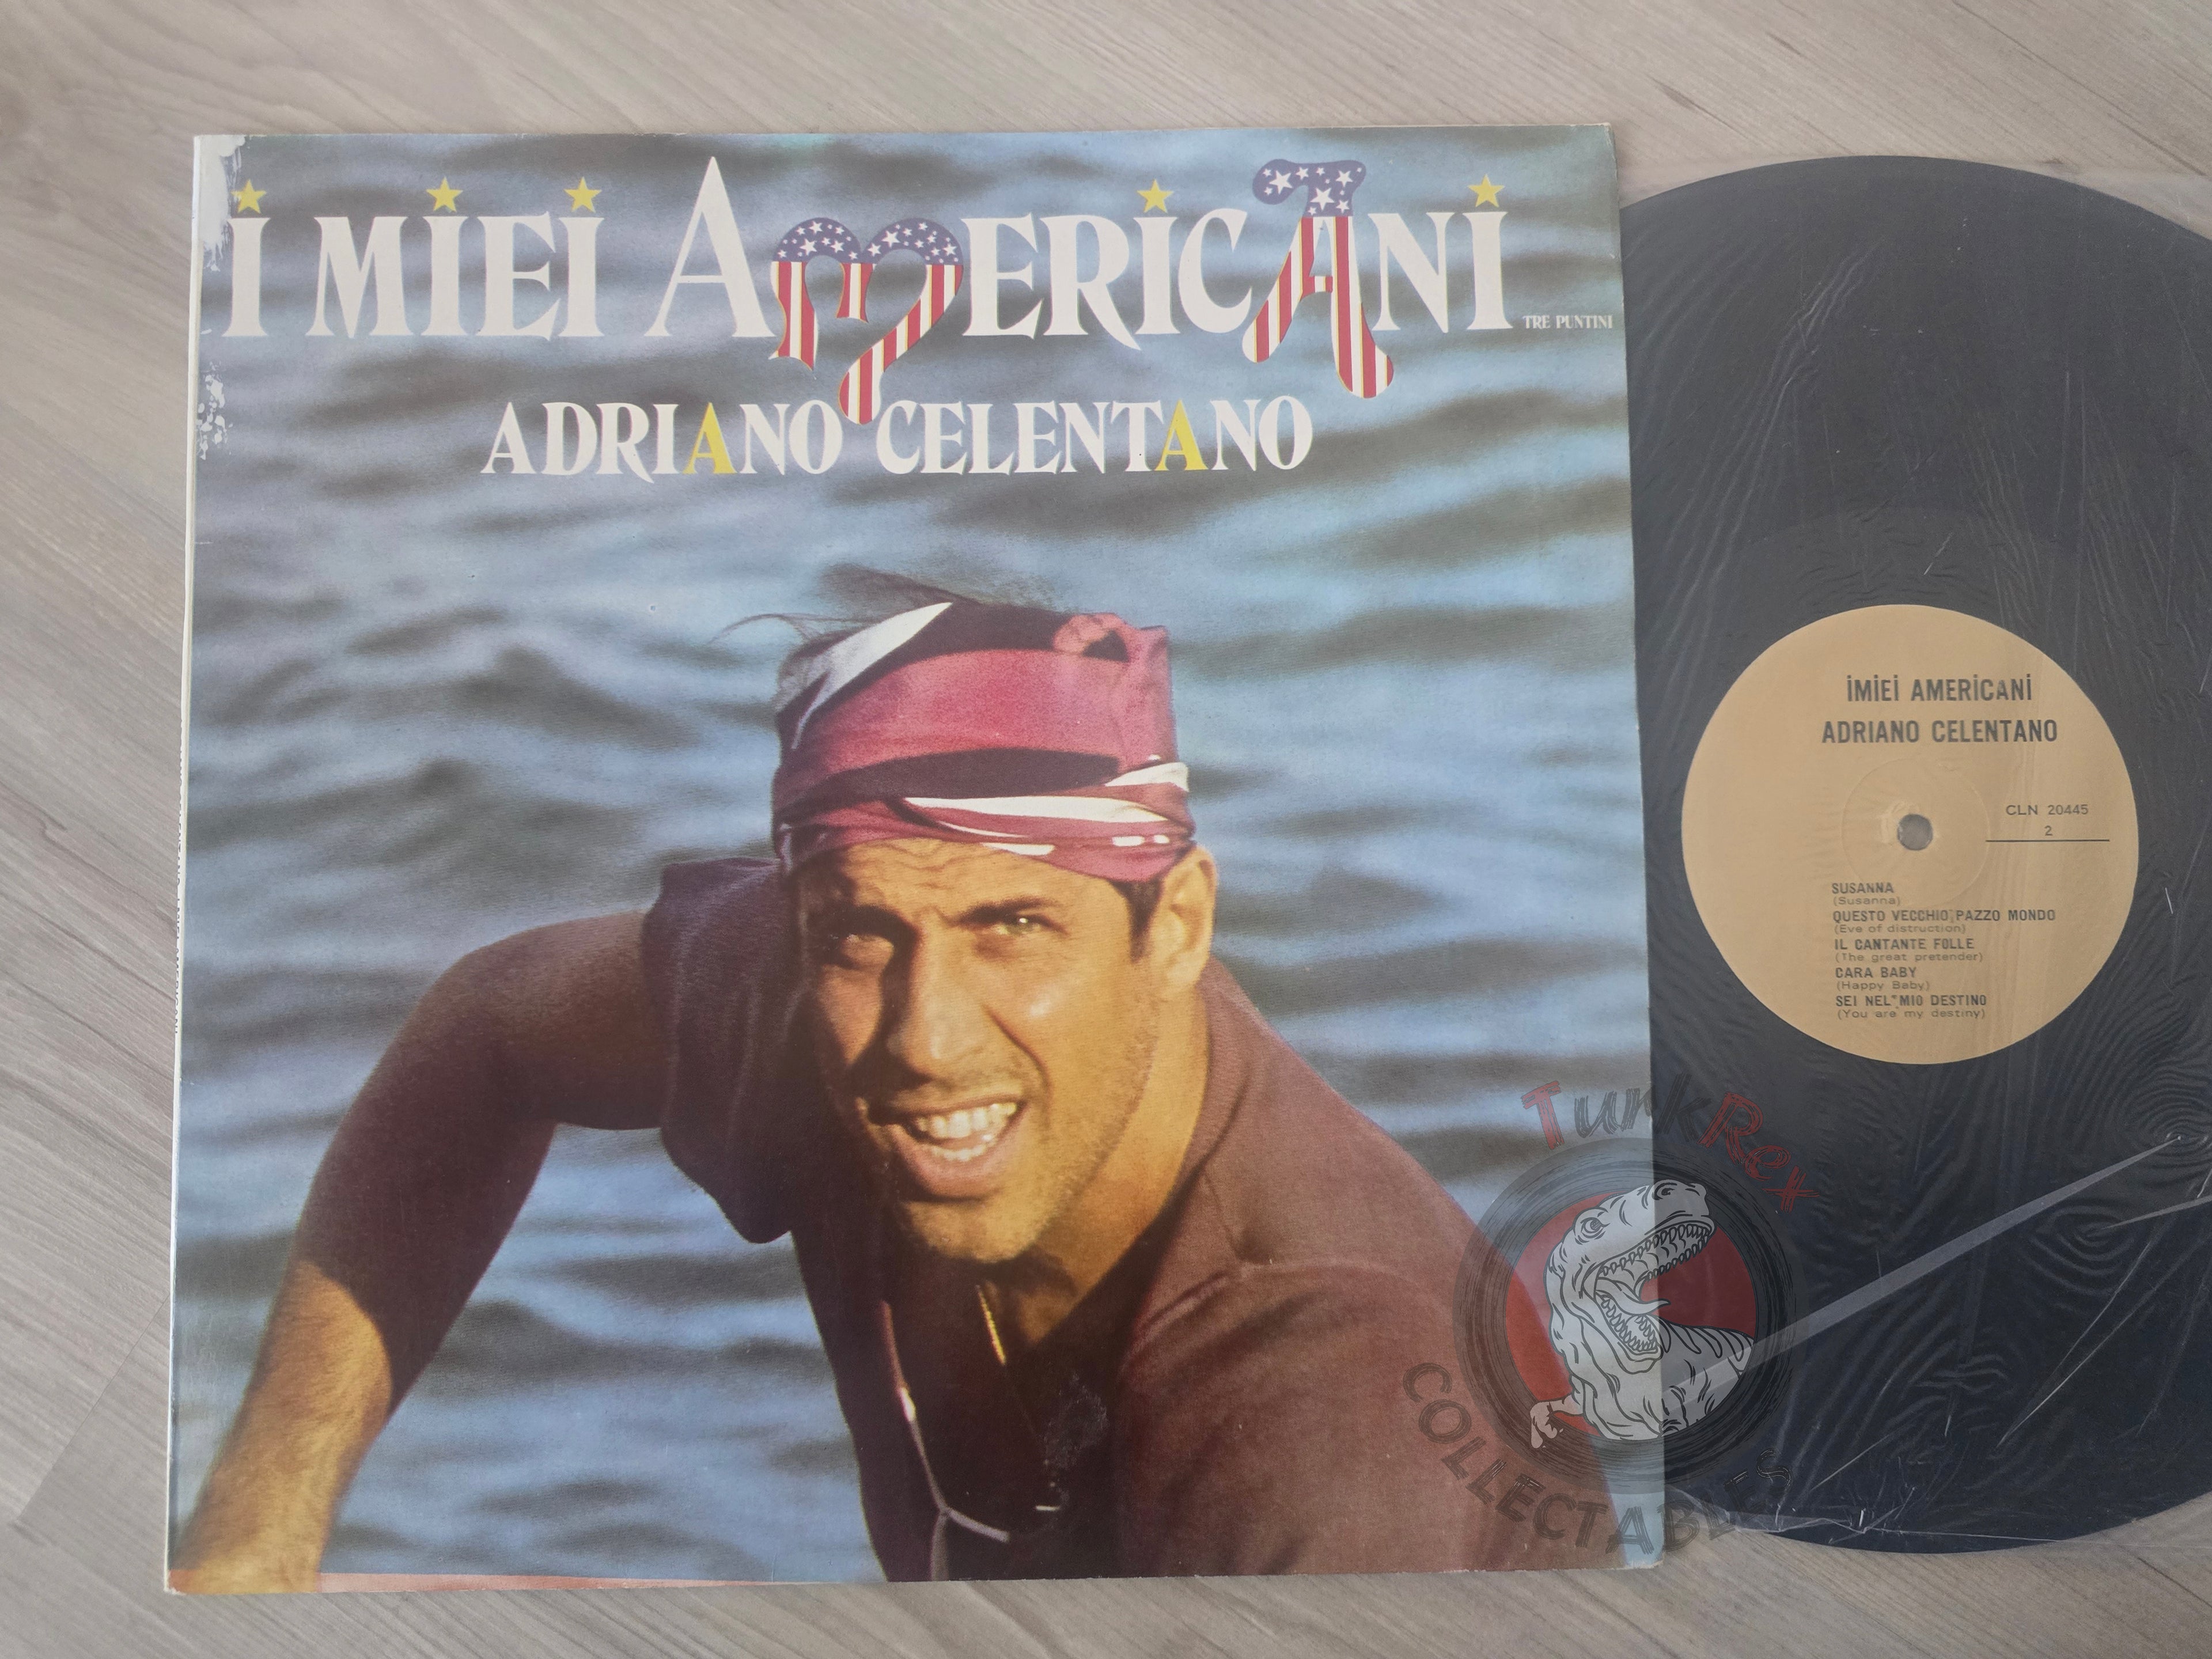 i MiEi AMERiCANi
TRE PUNTINI
ADRIANO CELENTANO
iMiEi AMERiCANi
ADRIANO CELENTANO
CLN 20445
2
SUSANNA
(Susanna)
QUESTO VECCHIO PAZZO MONDO
(Eve of distruction)
IL CANTANTE FOLLE
(The great pretender)
CARA BABY
(Happy Baby)
SEI NEL MIO DESTINO
(You are my destiny)
TurkRex
COLLECTABLES